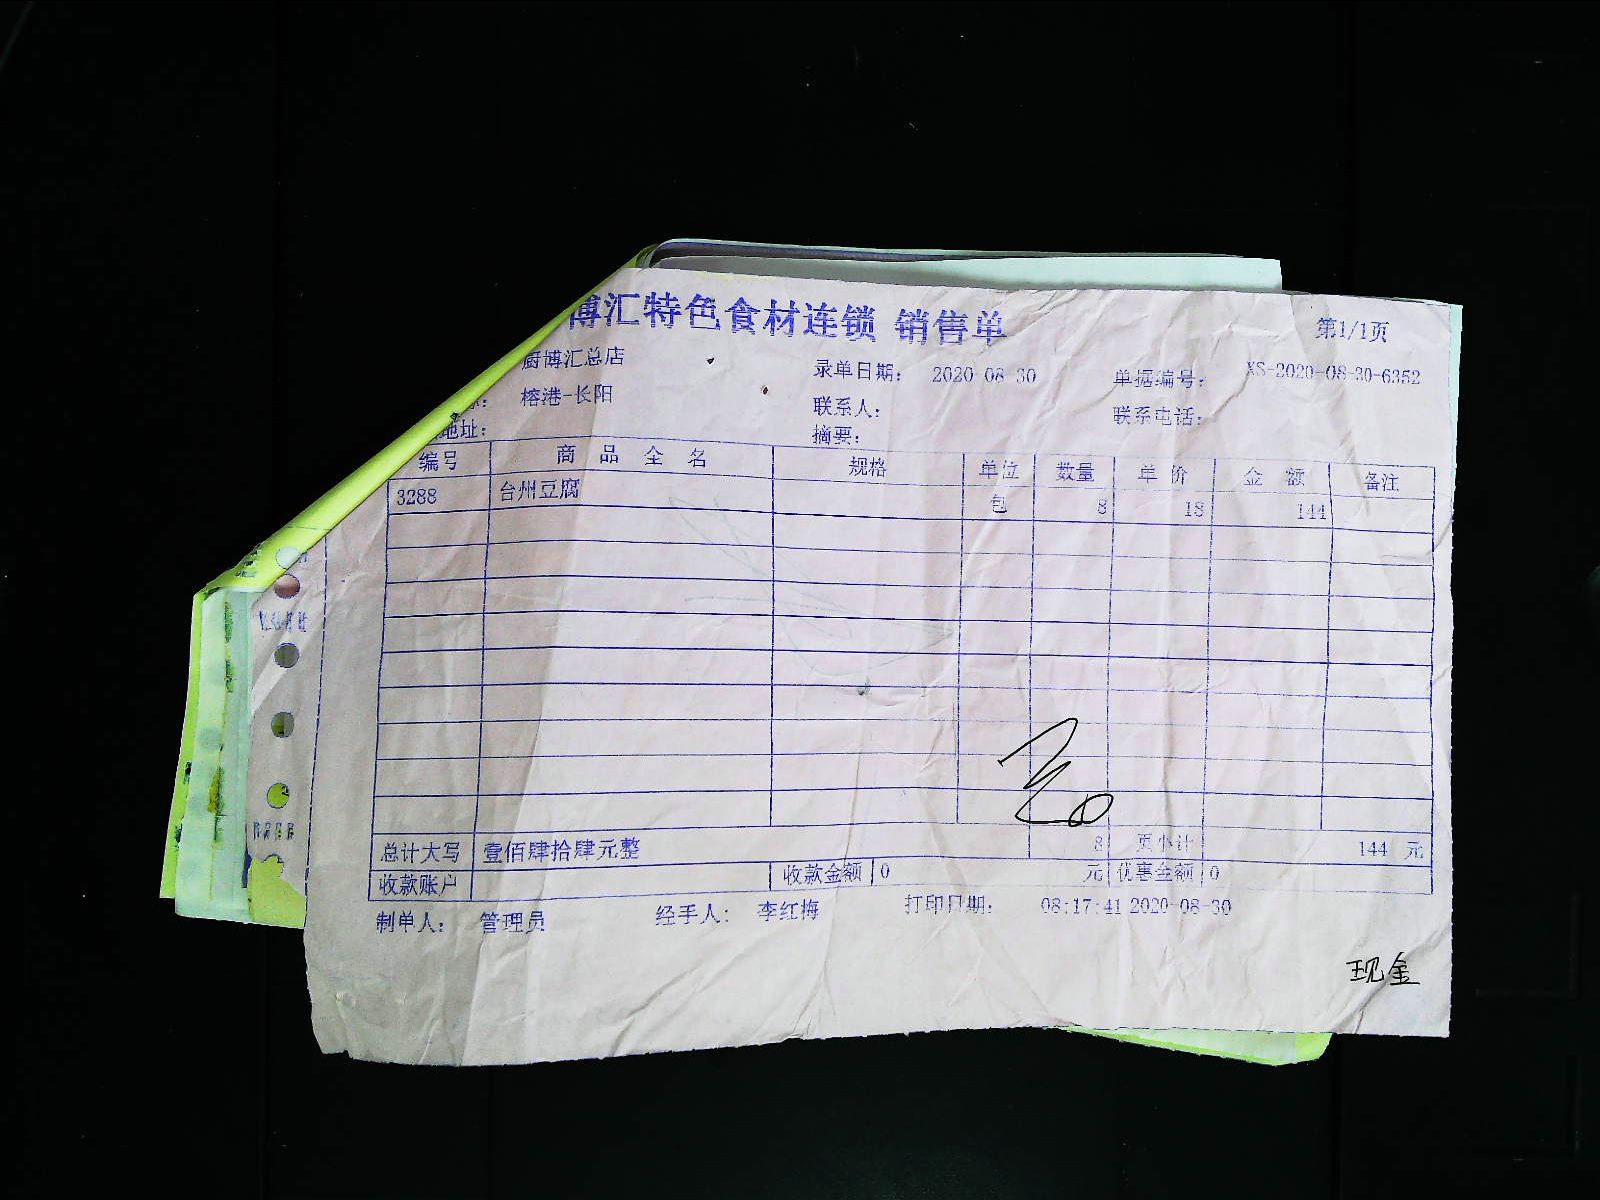 博汇特色食材连锁 销售单 第1/1页
厨博汇总店 录单日期: 2020-08-30 单据编号: XS-2020-08-30-6352
榕港-长阳 联系人: 联系电话:
地址: 摘要:
编号 商品全名 规格 单位 数量 单价 金额 备注
3288 台州豆腐 包 8 18 144
总计大写 壹佰肆拾肆元整 8 页小计 144 元
收款账户 收款金额 0 元 优惠金额 0
制单人: 管理员 经手人: 李红梅 打印日期: 08:17:41 2020-08-30
现金